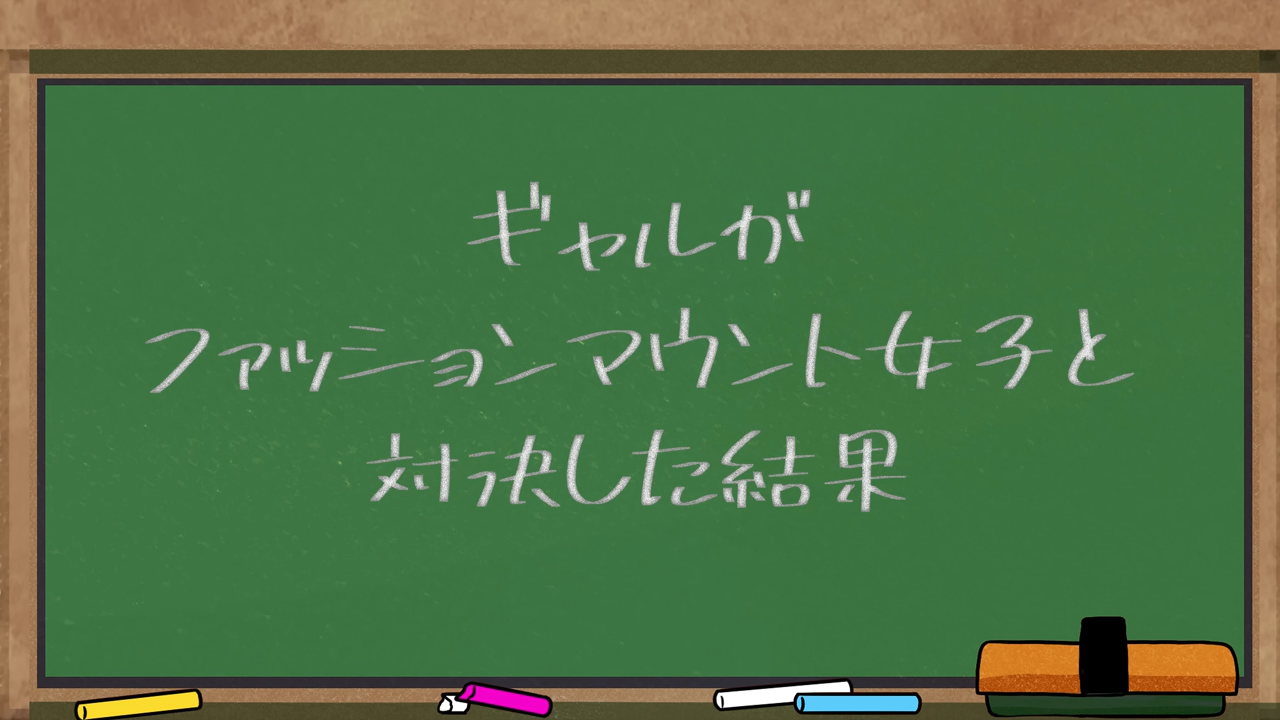 ギャルが
ファッションマウント女子と
対決した結果